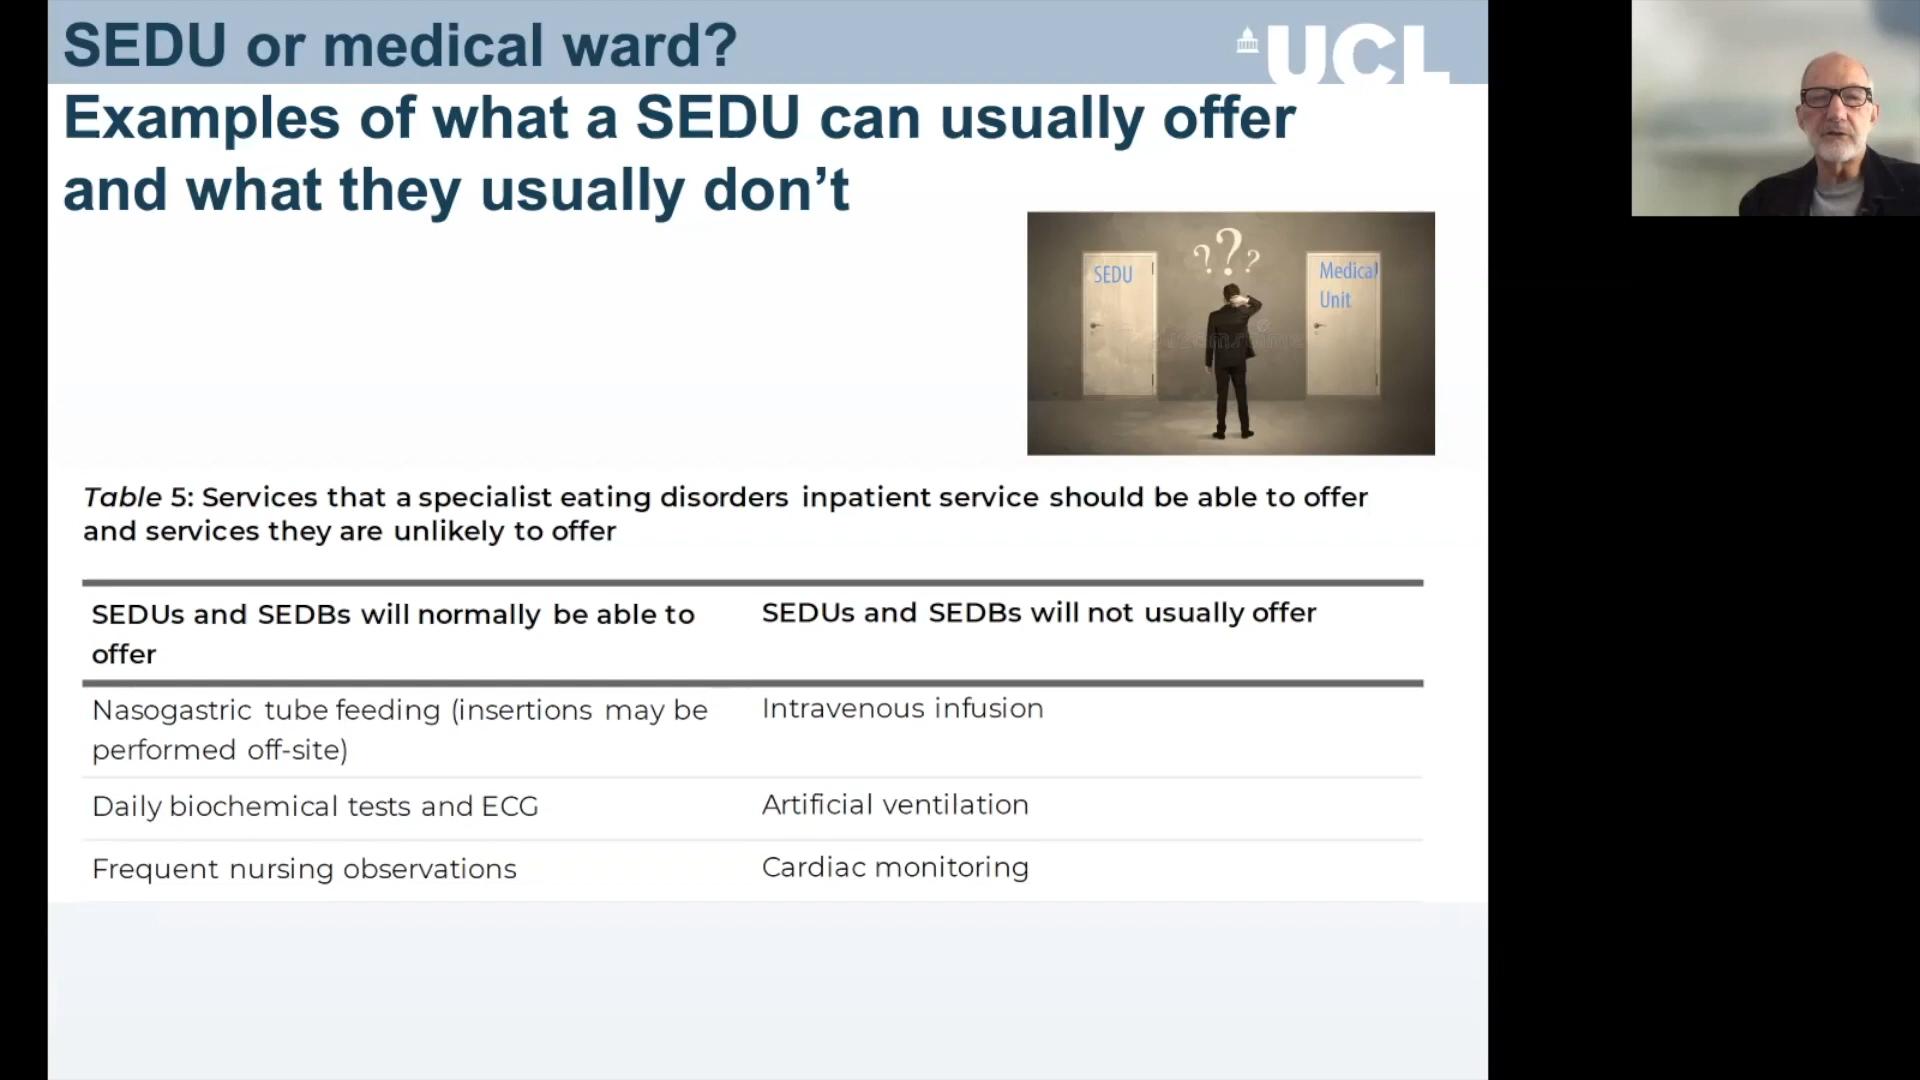 SEDU or medical ward?
UCL
Examples of what a SEDU can usually offer
and what they usually don’t
???
SEDU
Medical
Unit
Table 5: Services that a specialist eating disorders inpatient service should be able to offer
and services they are unlikely to offer
SEDUs and SEDBs will normally be able to
offer
SEDUs and SEDBs will not usually offer
Nasogastric tube feeding (insertions may be
performed off-site)
Intravenous infusion
Daily biochemical tests and ECG
Artificial ventilation
Frequent nursing observations
Cardiac monitoring